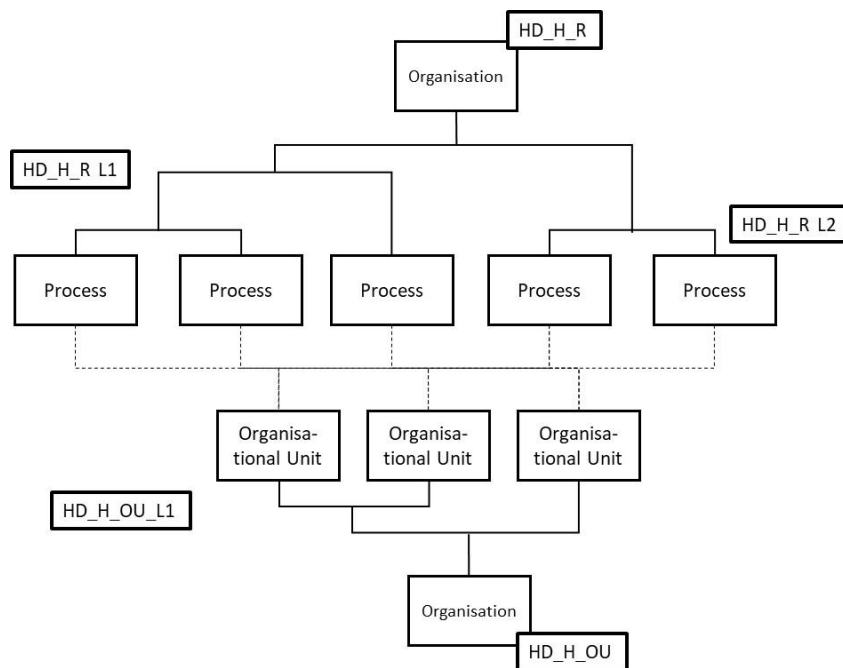 HD_H_R
Organisation
HD_H_R L1
HD_H_R L2
Process
Process
Process
Process
Process
Organisa-
tional Unit
Organisa-
tional Unit
Organisa-
tional Unit
HD_H_OU_L1
Organisation
HD_H_OU